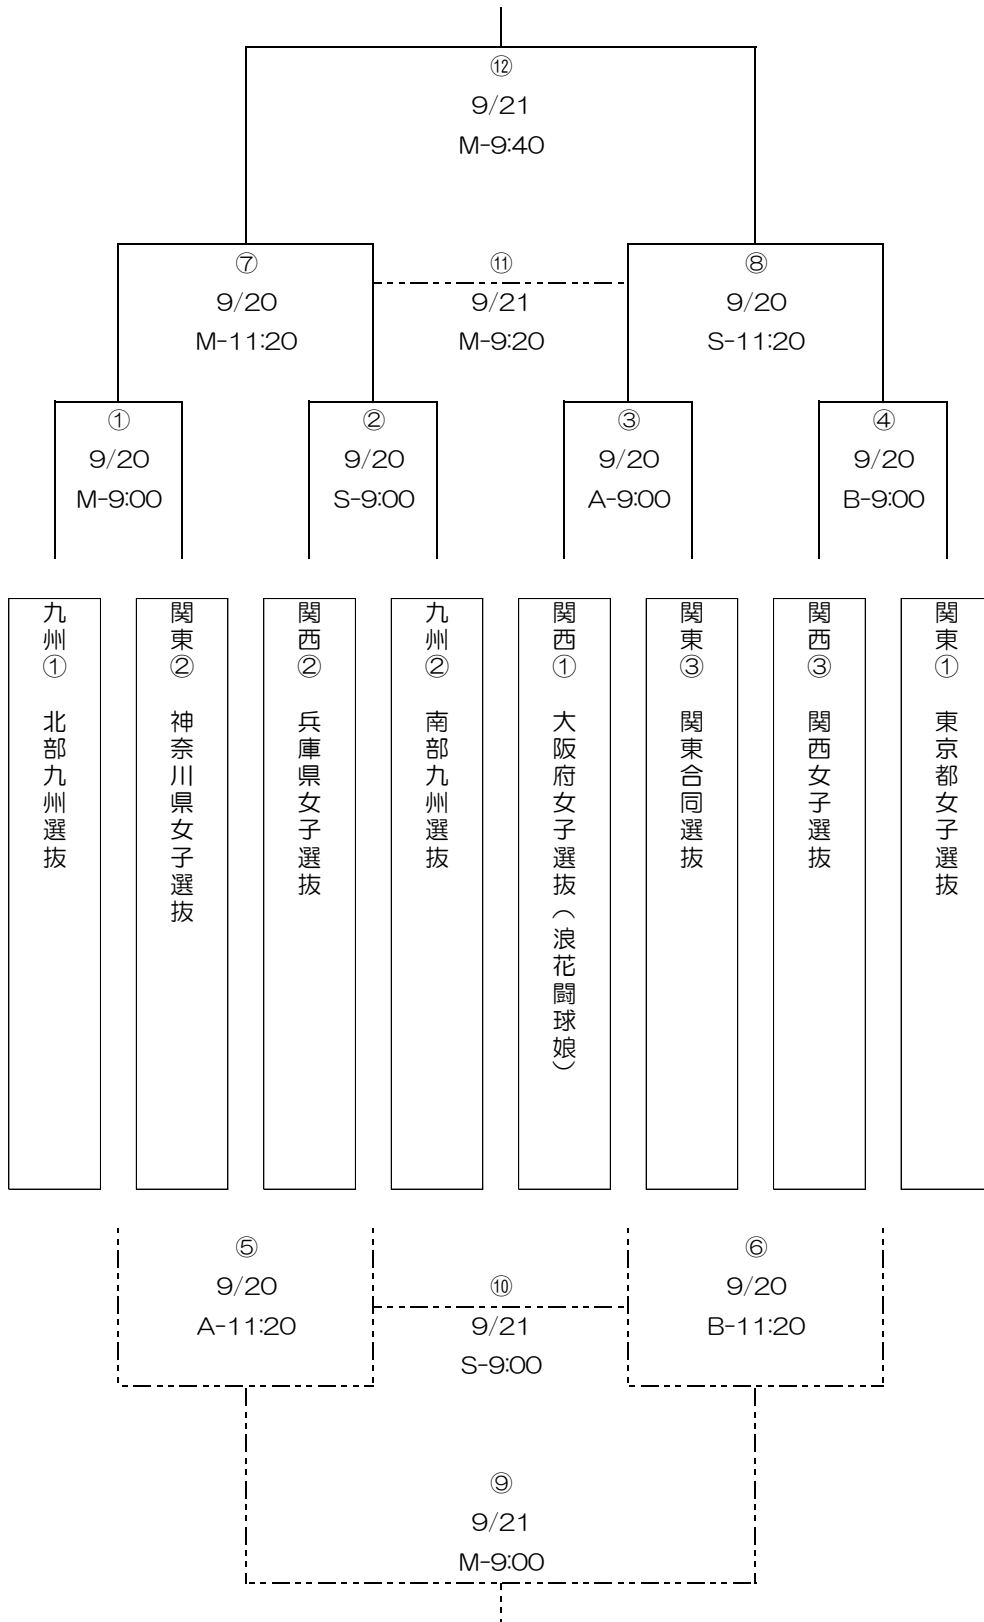 ⑫
9/21
M-9:40
⑦
9/20
M-11:20
⑪
9/21
M-9:20
⑧
9/20
S-11:20
①
9/20
M-9:00
②
9/20
S-9:00
③
9/20
A-9:00
④
9/20
B-9:00
九州① 北部九州選抜
関東② 神奈川県女子選抜
関西② 兵庫県女子選抜
九州② 南部九州選抜
関西① 大阪府女子選抜（浪花闘球娘）
関東③ 関東合同選抜
関西③ 関西女子選抜
関東① 東京都女子選抜
⑤
9/20
A-11:20
⑩
9/21
S-9:00
⑥
9/20
B-11:20
⑨
9/21
M-9:00